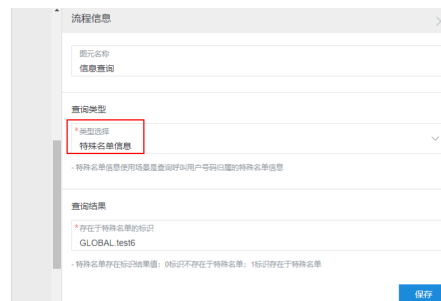 流程信息
图元名称
信息查询
查询类型
*类型选择
特殊名单信息
- 特殊名单信息使用场景是查询呼叫用户号码归属的特殊名单信息
查询结果
*存在于特殊名单的标识
GLOBAL.test6
- 特殊名单存在标识结果值：0标识不存在于特殊名单；1标识存在于特殊名单
保存